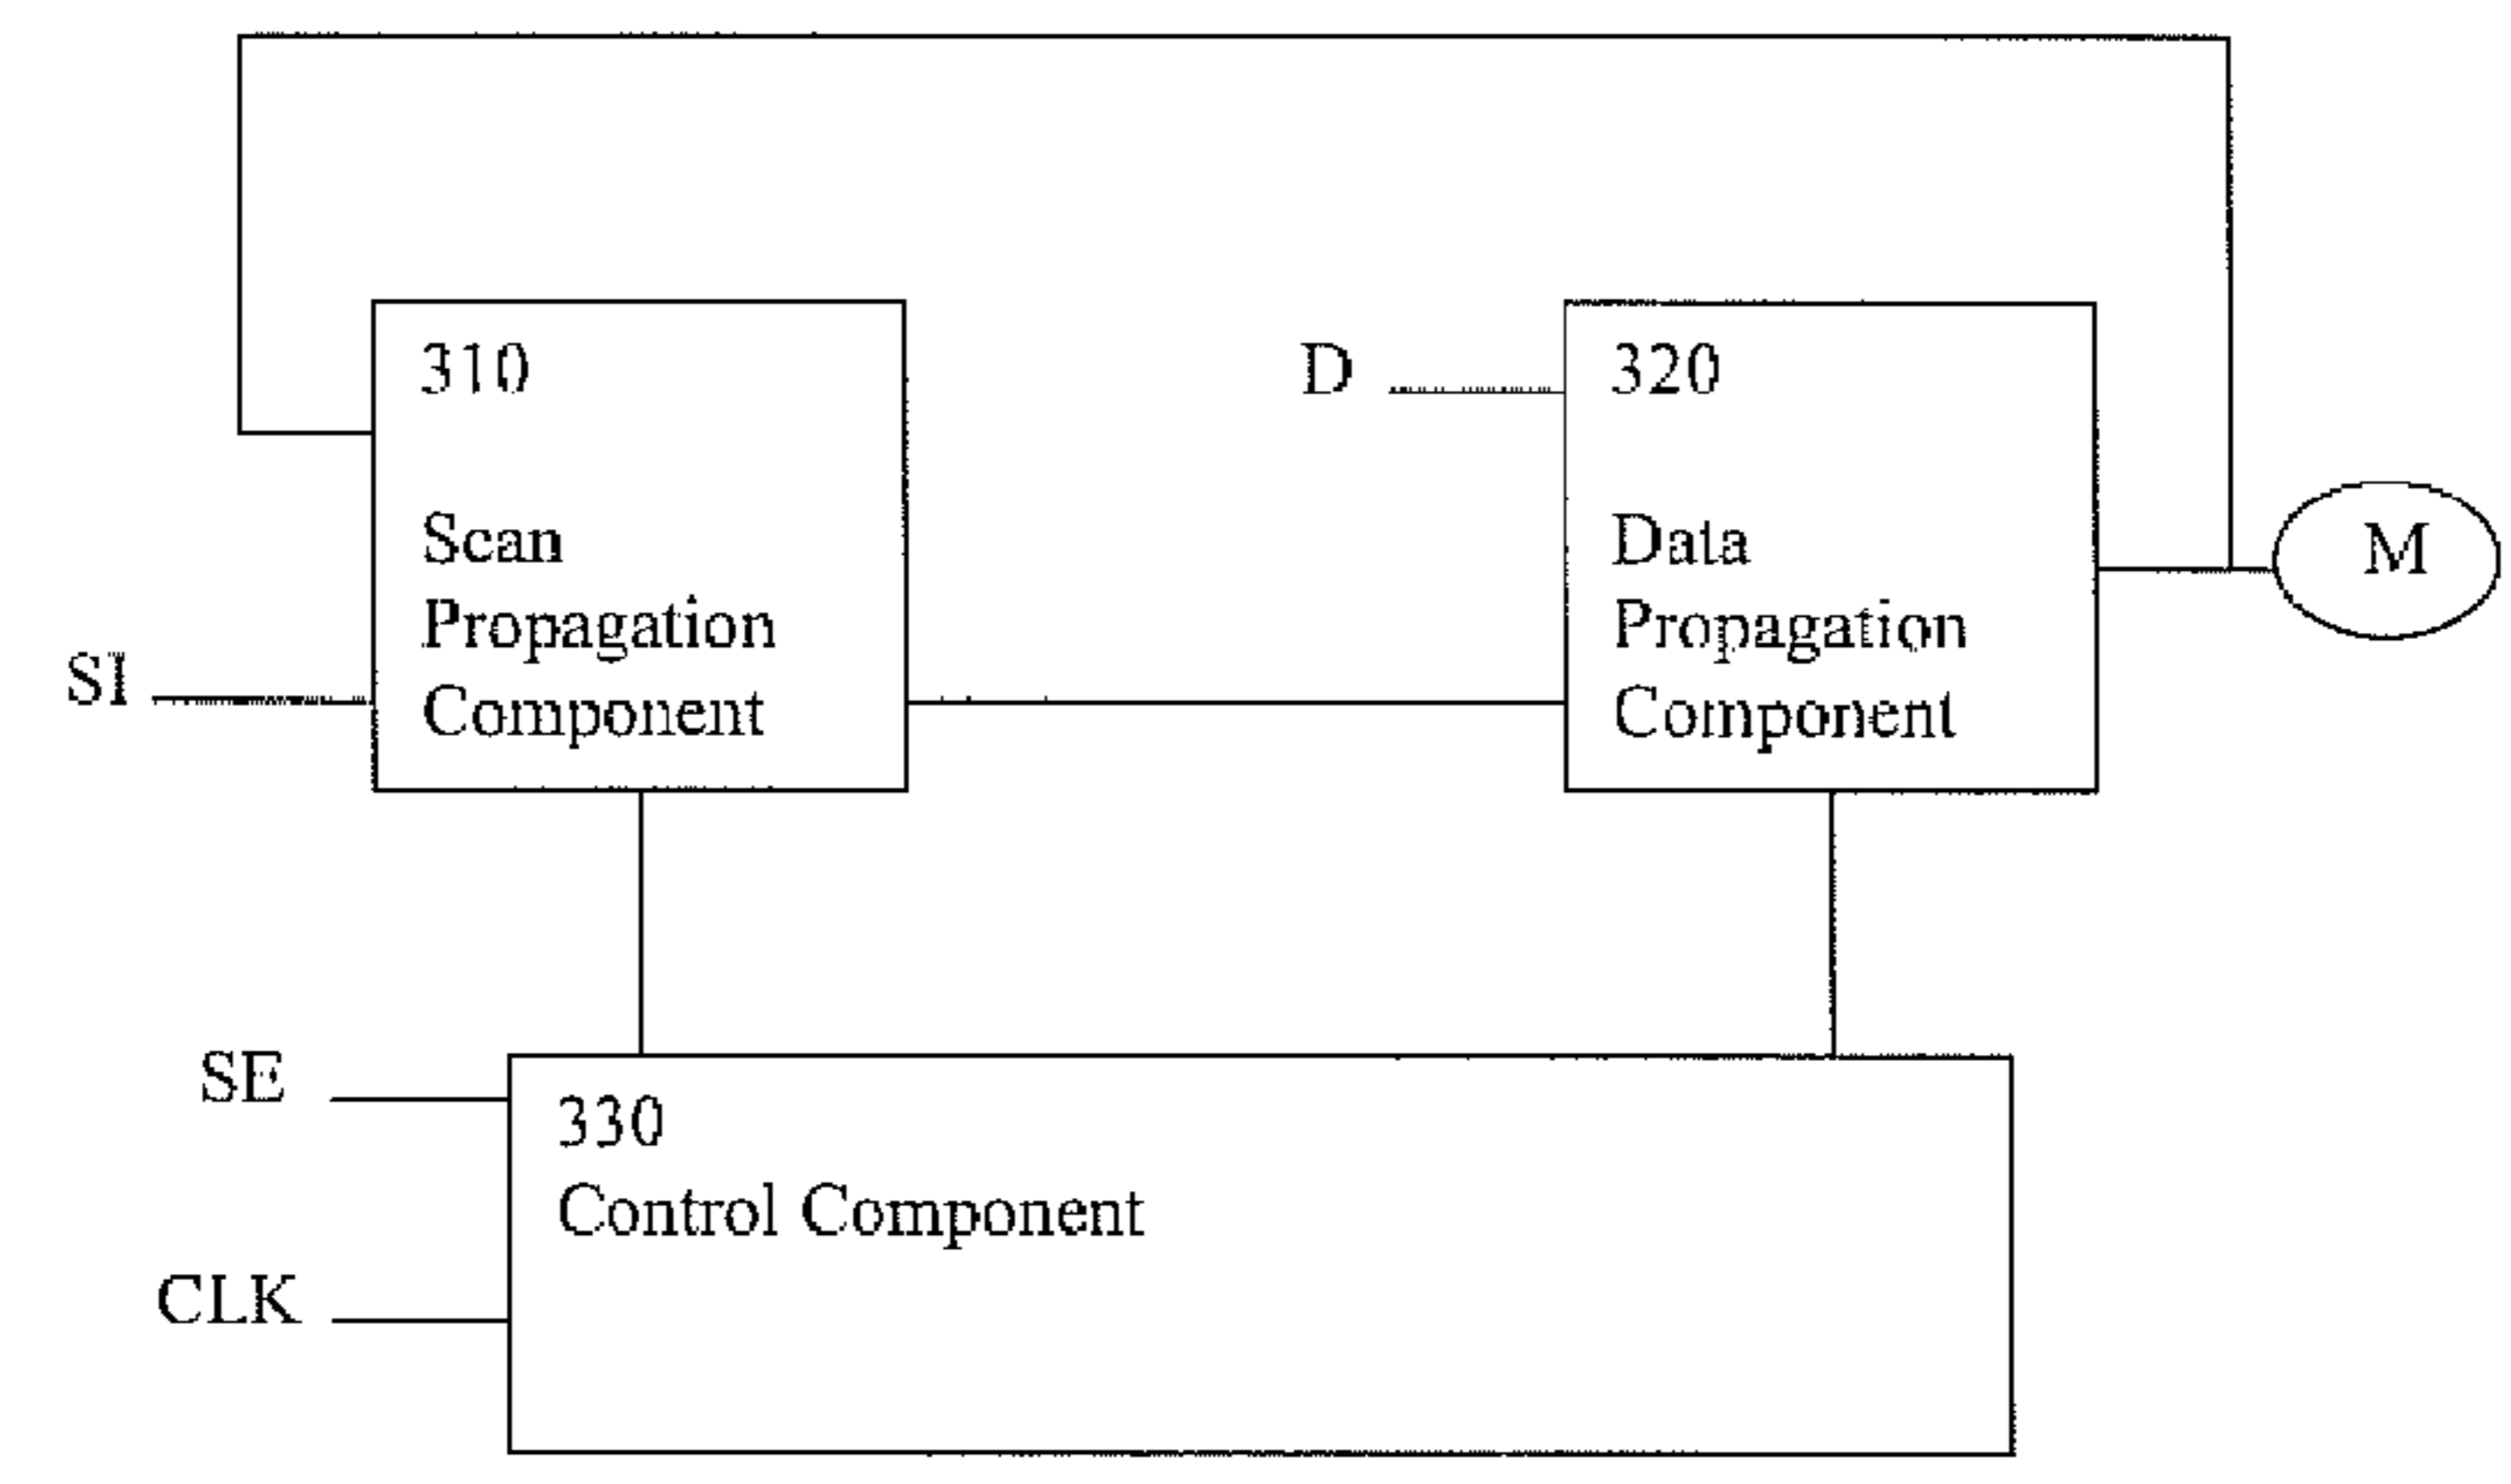 310
Scan
Propagation
Component
SI
D
320
Data
Propagation
Component
M
SE
CLK
330
Control Component